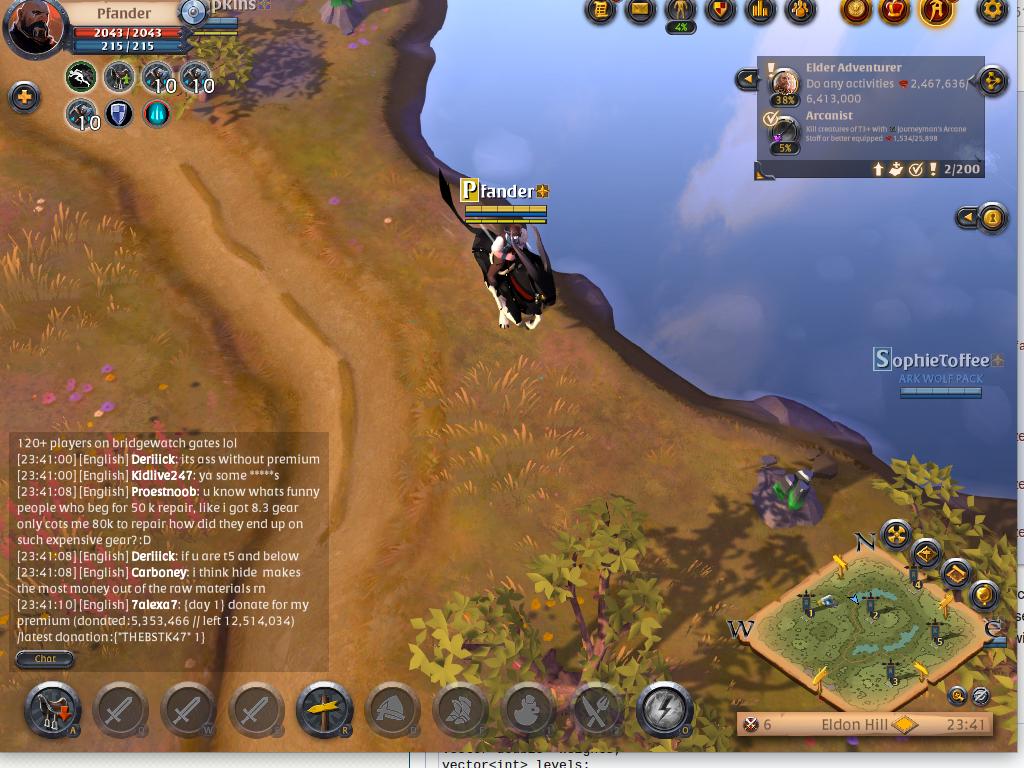 Pfander
pkins
2043/2043
215/215
10
10
10
4%
Elder Adventurer
Do any activities 2,467,636/
6,413,000
38%
Arcanist
Kill creatures of T3+ with Journeyman's Arcane
Staff or better equipped 1,534/25,898
5%
2/200
Pfander
SophieToffee
ARK WOLF PACK
120+ players on bridgewatch gates lol
[23:41:00][English] Deriiick: its ass without premium
[23:41:00][English] Kidlive247: ya some *****s
[23:41:08][English] Proestnoob: u know whats funny
people who beg for 50 k repair, like i got 8.3 gear
only cots me 80k to repair how did they end up on
such expensive gear? :D
[23:41:08][English] Deriiick: if u are t5 and below
[23:41:08][English] Carboney: i think hide makes
the most money out of the raw materials rn
[23:41:10][English] 7alexa7: {day 1} donate for my
premium (donated:5,353,466 // left 12,514,034)
/latest donation:{"THEBSTK47" 1}
Chat
N
W
E
1
2
3
4
5
A
Q
W
E
R
D
F
O
6
Eldon Hill
23:41
vector<int> levels;